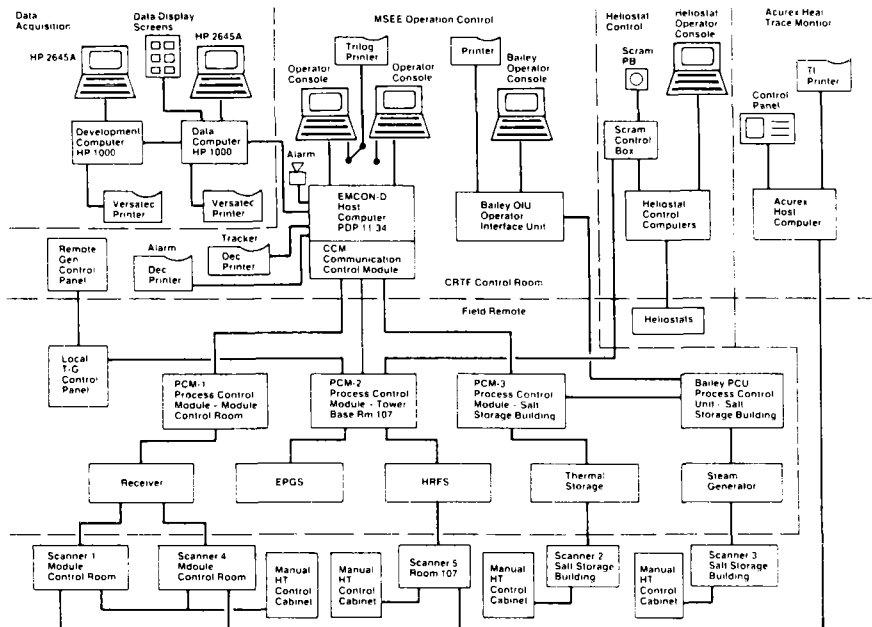 Data
Acquisition
Data Display
Screens
HP 2645A
HP 2645A
Development
Computer
HP 1000
Data
Computer
HP 1000
Versatec
Printer
Versatec
Printer
MSEE Operation Control
Trilog
Printer
Operator
Console
Operator
Console
Printer
Bailey
Operator
Console
Alarm
EMCON-D
Host
Computer
PDP 11 34
CCM
Communication
Control Module
Bailey OIU
Operator
Interface Unit
Heliostat
Control
Scram
PB
Heliostat
Operator
Console
Scram
Control
Box
Heliostat
Control
Computers
Acurex Heat
Trace Monitor
TI
Printer
Control
Panel
Acurex
Host
Computer
Remote
Gen Control
Panel
Alarm
Dec
Printer
Tracker
Dec
Printer
CRTF Control Room
Field Remote
Heliostats
Local
T-G
Control
Panel
PCM-1
Process Control
Module - Module
Control Room
PCM-2
Process Control
Module - Tower
Base Rm 107
PCM-3
Process Control
Module - Salt
Storage Building
Bailey PCU
Process Control
Unit - Salt
Storage Building
Receiver
EPGS
HRFS
Thermal
Storage
Steam
Generator
Scanner 1
Module
Control Room
Scanner 4
Mdoule
Control Room
Manual
HT
Control
Cabinet
Manual
HT
Control
Cabinet
Scanner 5
Room 107
Manual
HT
Control
Cabinet
Scanner 2
Salt Storage
Building
Manual
HT
Control
Cabinet
Scanner 3
Salt Storage
Building